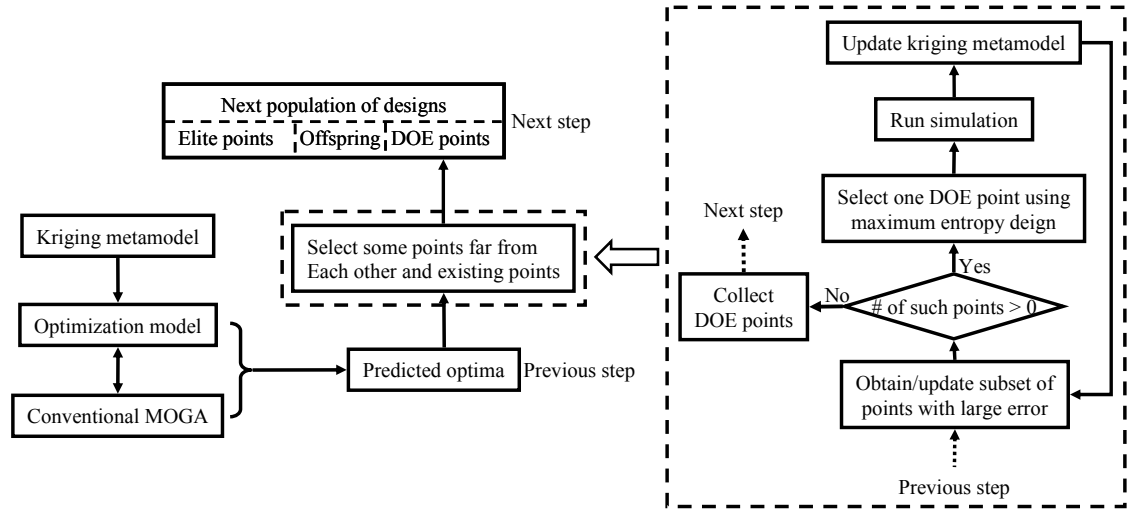 Next population of designs
Elite points
Offspring
DOE points
Next step
Kriging metamodel
Select some points far from
Each other and existing points
Optimization model
Predicted optima
Previous step
Conventional MOGA
Update kriging metamodel
Run simulation
Select one DOE point using
maximum entropy deign
Next step
Yes
Collect
DOE points
No
# of such points > 0
Obtain/update subset of
points with large error
Previous step